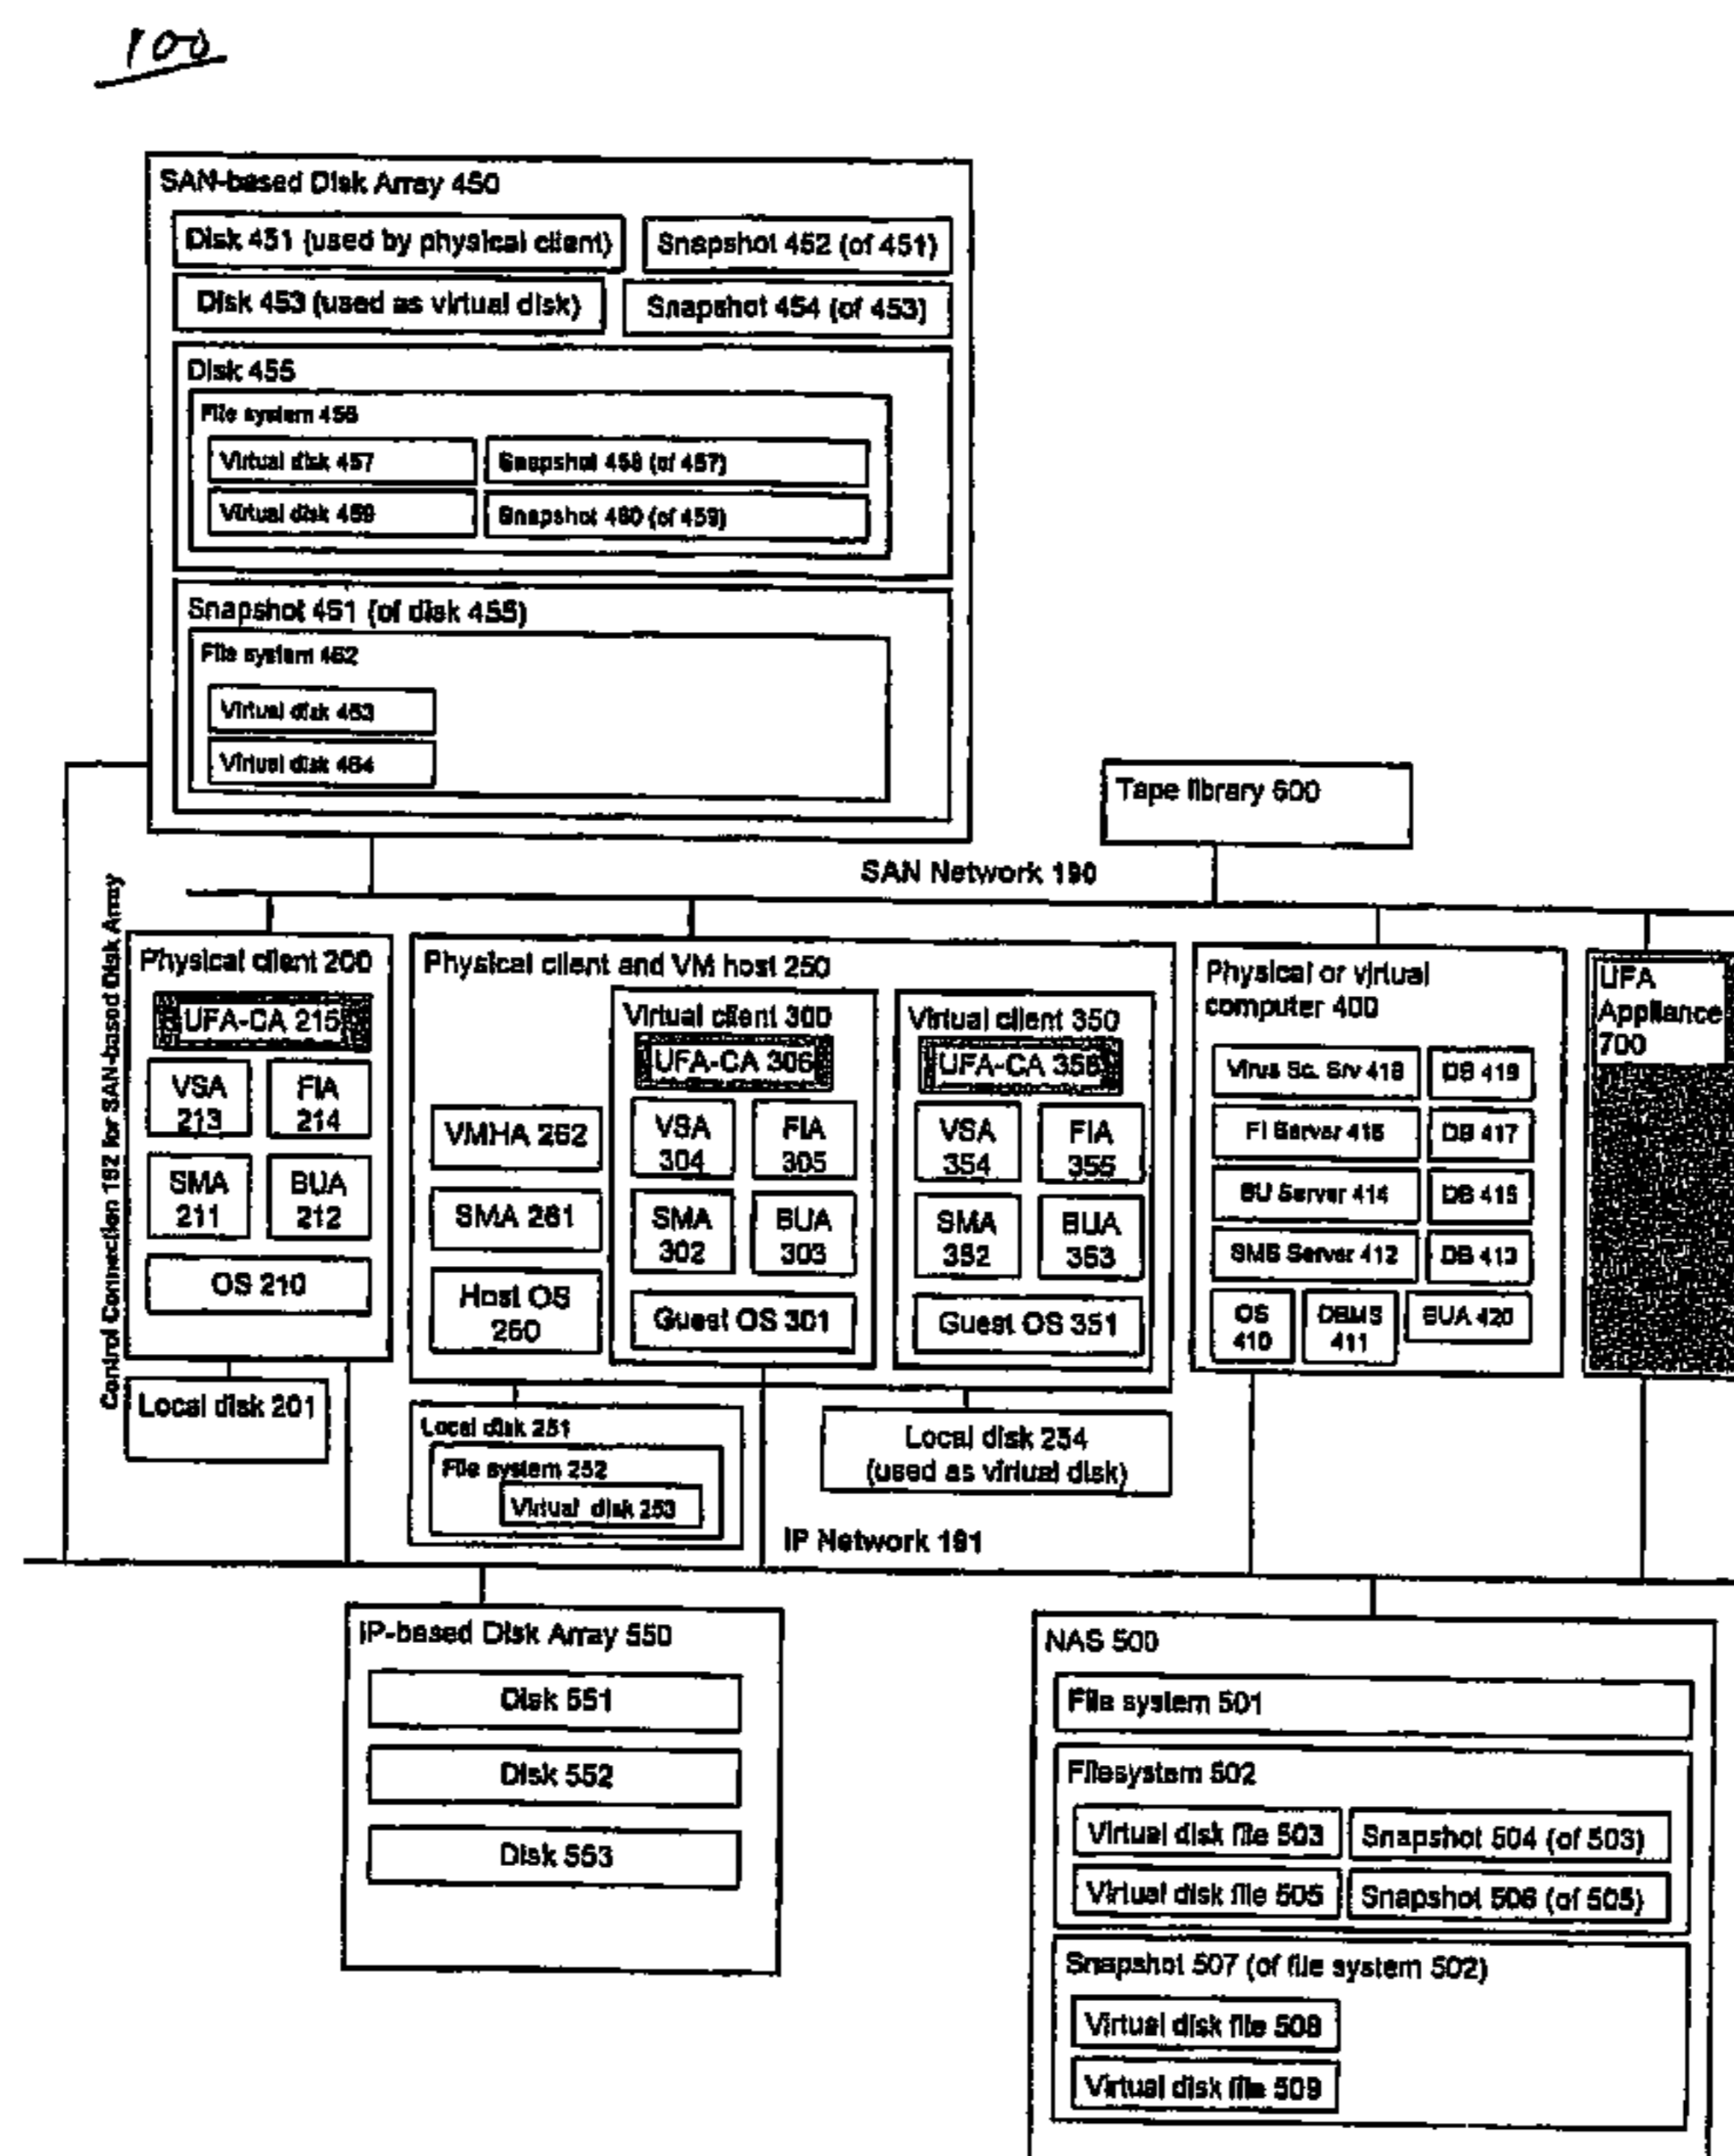 100
SAN-based Disk Array 450
Disk 451 (used by physical client)
Snapshot 452 (of 451)
Disk 453 (used as virtual disk)
Snapshot 454 (of 453)
Disk 455
File system 456
Virtual disk 457
Snapshot 458 (of 457)
Virtual disk 459
Snapshot 460 (of 459)
Snapshot 461 (of disk 455)
File system 462
Virtual disk 463
Virtual disk 464
Tape library 600
SAN Network 190
Control Connection 192 for SAN-based Disk Array
Physical client 200
UFA-CA 215
VSA
213
FIA
214
SMA
211
BUA
212
OS 210
Local disk 201
Physical client and VM host 250
VMHA 262
SMA 261
Host OS
260
Virtual client 300
UFA-CA 306
VSA
304
FIA
305
SMA
302
BUA
303
Guest OS 301
Virtual client 350
UFA-CA 356
VSA
354
FIA
355
SMA
352
BUA
353
Guest OS 351
Physical or virtual
computer 400
Virus Sc. Srv 418
DB 419
FI Server 416
DB 417
BU Server 414
DB 415
SMS Server 412
DB 413
OS
410
DBMS
411
BUA 420
UFA
Appliance
700
Local disk 251
File system 252
Virtual disk 253
Local disk 254
(used as virtual disk)
IP Network 191
IP-based Disk Array 550
Disk 551
Disk 552
Disk 553
NAS 500
File system 501
Filesystem 502
Virtual disk file 503
Snapshot 504 (of 503)
Virtual disk file 505
Snapshot 506 (of 505)
Snapshot 507 (of file system 502)
Virtual disk file 508
Virtual disk file 509